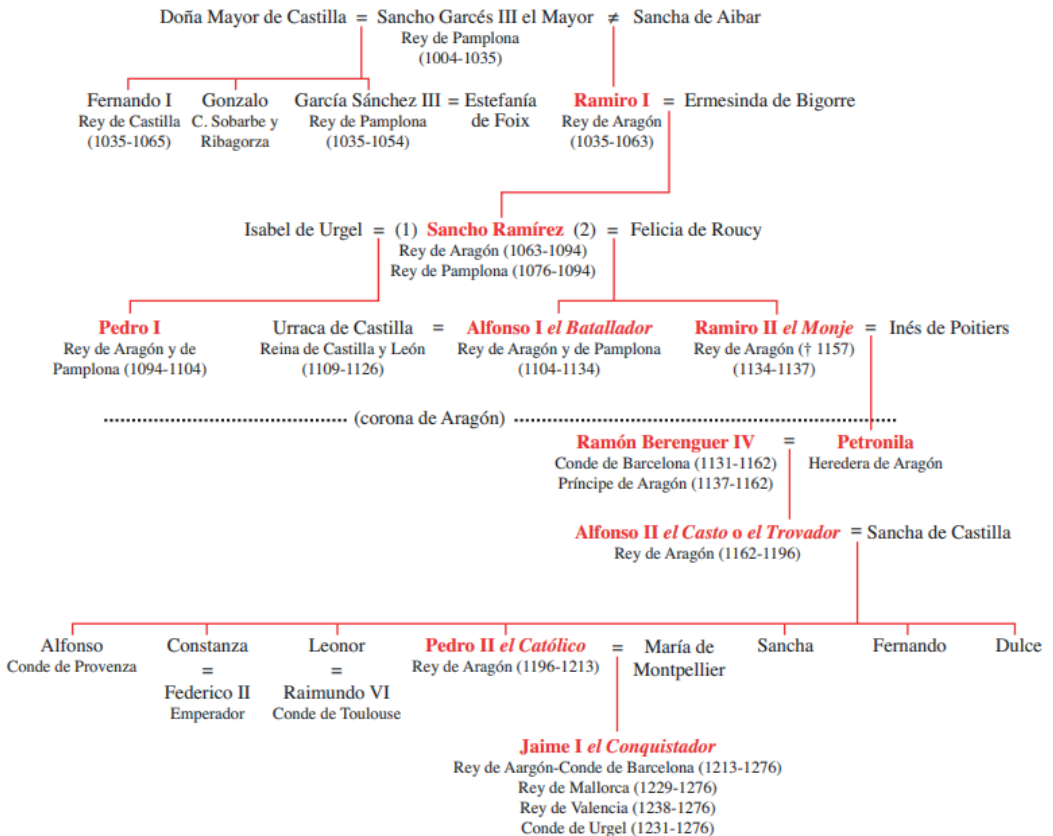 Doña Mayor de Castilla = Sancho Garcés III el Mayor ≠ Sancha de Aibar
Rey de Pamplona
(1004-1035)
Fernando I
Rey de Castilla
(1035-1065)
Gonzalo
C. Sobarbe y
Ribagorza
García Sánchez III = Estefanía
de Foix
Rey de Pamplona
(1035-1054)
Ramiro I = Ermesinda de Bigorre
Rey de Aragón
(1035-1063)
Isabel de Urgel = (1) Sancho Ramírez (2) = Felicia de Roucy
Rey de Aragón (1063-1094)
Rey de Pamplona (1076-1094)
Pedro I
Rey de Aragón y de
Pamplona (1094-1104)
Urraca de Castilla = Alfonso I el Batallador
Reina de Castilla y León
(1109-1126)
Rey de Aragón y de Pamplona
(1104-1134)
Ramiro II el Monje = Inés de Poitiers
Rey de Aragón († 1157)
(1134-1137)
(corona de Aragón)
Ramón Berenguer IV = Petronila
Conde de Barcelona (1131-1162)
Príncipe de Aragón (1137-1162)
Heredera de Aragón
Alfonso II el Casto o el Trovador = Sancha de Castilla
Rey de Aragón (1162-1196)
Alfonso
Conde de Provenza
Constanza
=
Federico II
Emperador
Leonor
=
Raimundo VI
Conde de Toulouse
Pedro II el Católico = María de
Montpellier
Rey de Aragón (1196-1213)
Sancha
Fernando
Dulce
Jaime I el Conquistador
Rey de Aargón-Conde de Barcelona (1213-1276)
Rey de Mallorca (1229-1276)
Rey de Valencia (1238-1276)
Conde de Urgel (1231-1276)